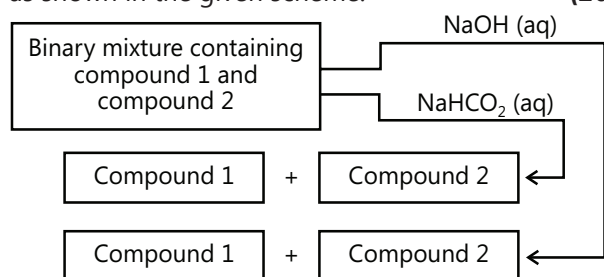 as shown in the given scheme.
NaOH (aq)
Binary mixture containing
compound 1 and
compound 2
NaHCO₂ (aq)
Compound 1 + Compound 2
Compound 1 + Compound 2